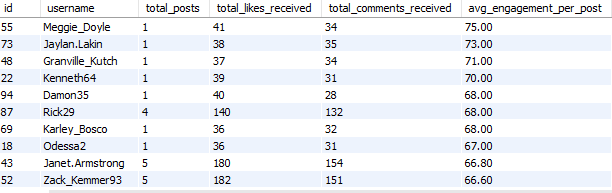 id username total_posts total_likes_received total_comments_received avg_engagement_per_post
55 Meggie_Doyle 1 41 34 75.00
73 Jaylan.Lakin 1 38 35 73.00
48 Granville_Kutch 1 37 34 71.00
22 Kenneth64 1 39 31 70.00
94 Damon35 1 40 28 68.00
87 Rick29 4 140 132 68.00
69 Karley_Bosco 1 36 32 68.00
18 Odessa2 1 36 31 67.00
43 Janet.Armstrong 5 180 154 66.80
52 Zack_Kemmer93 5 182 151 66.60